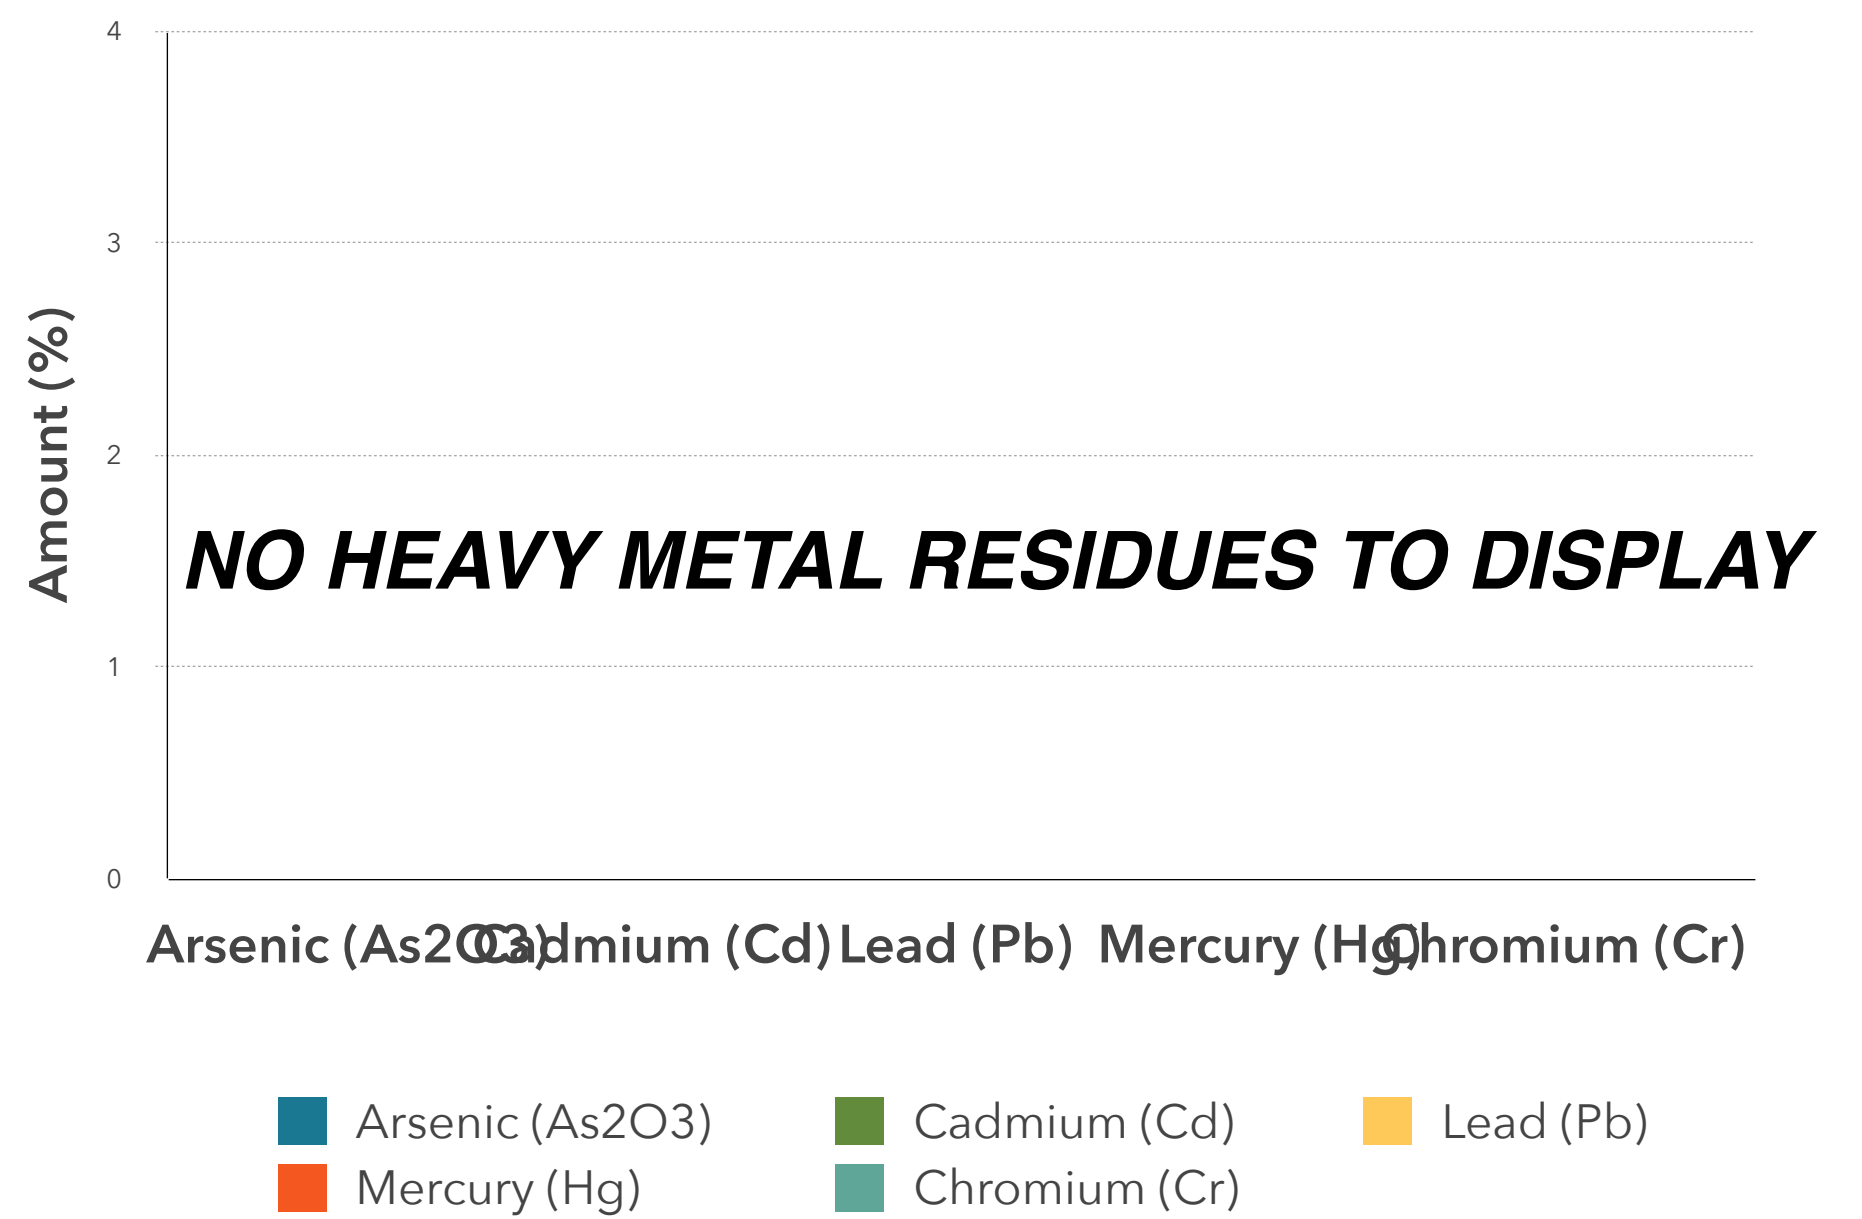 4
3
2
1
0
Amount (%)
NO HEAVY METAL RESIDUES TO DISPLAY
Arsenic (As2O3) Cadmium (Cd) Lead (Pb) Mercury (Hg) Chromium (Cr)
Arsenic (As2O3) Cadmium (Cd) Lead (Pb)
Mercury (Hg) Chromium (Cr)